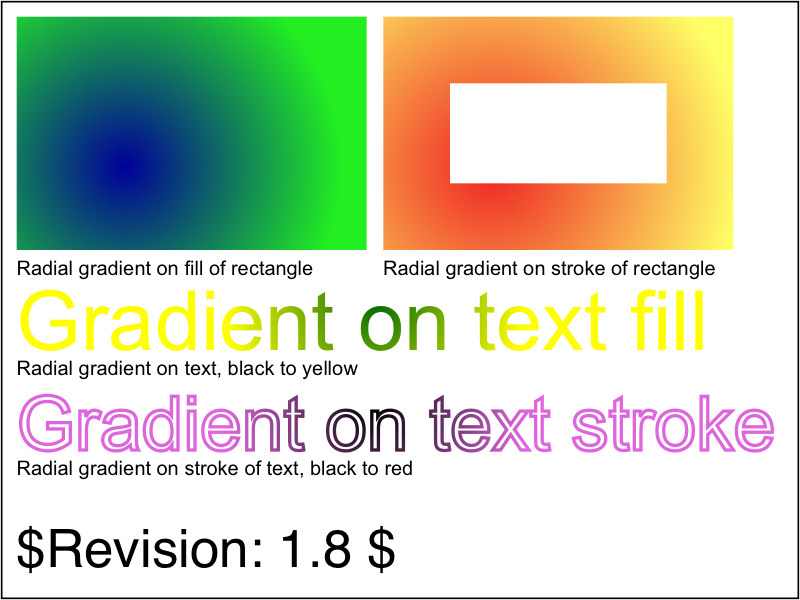 Radial gradient on fill of rectangle
Radial gradient on stroke of rectangle
Gradient on text fill
Radial gradient on text, black to yellow
Gradient on text stroke
Radial gradient on stroke of text, black to red
$Revision: 1.8 $